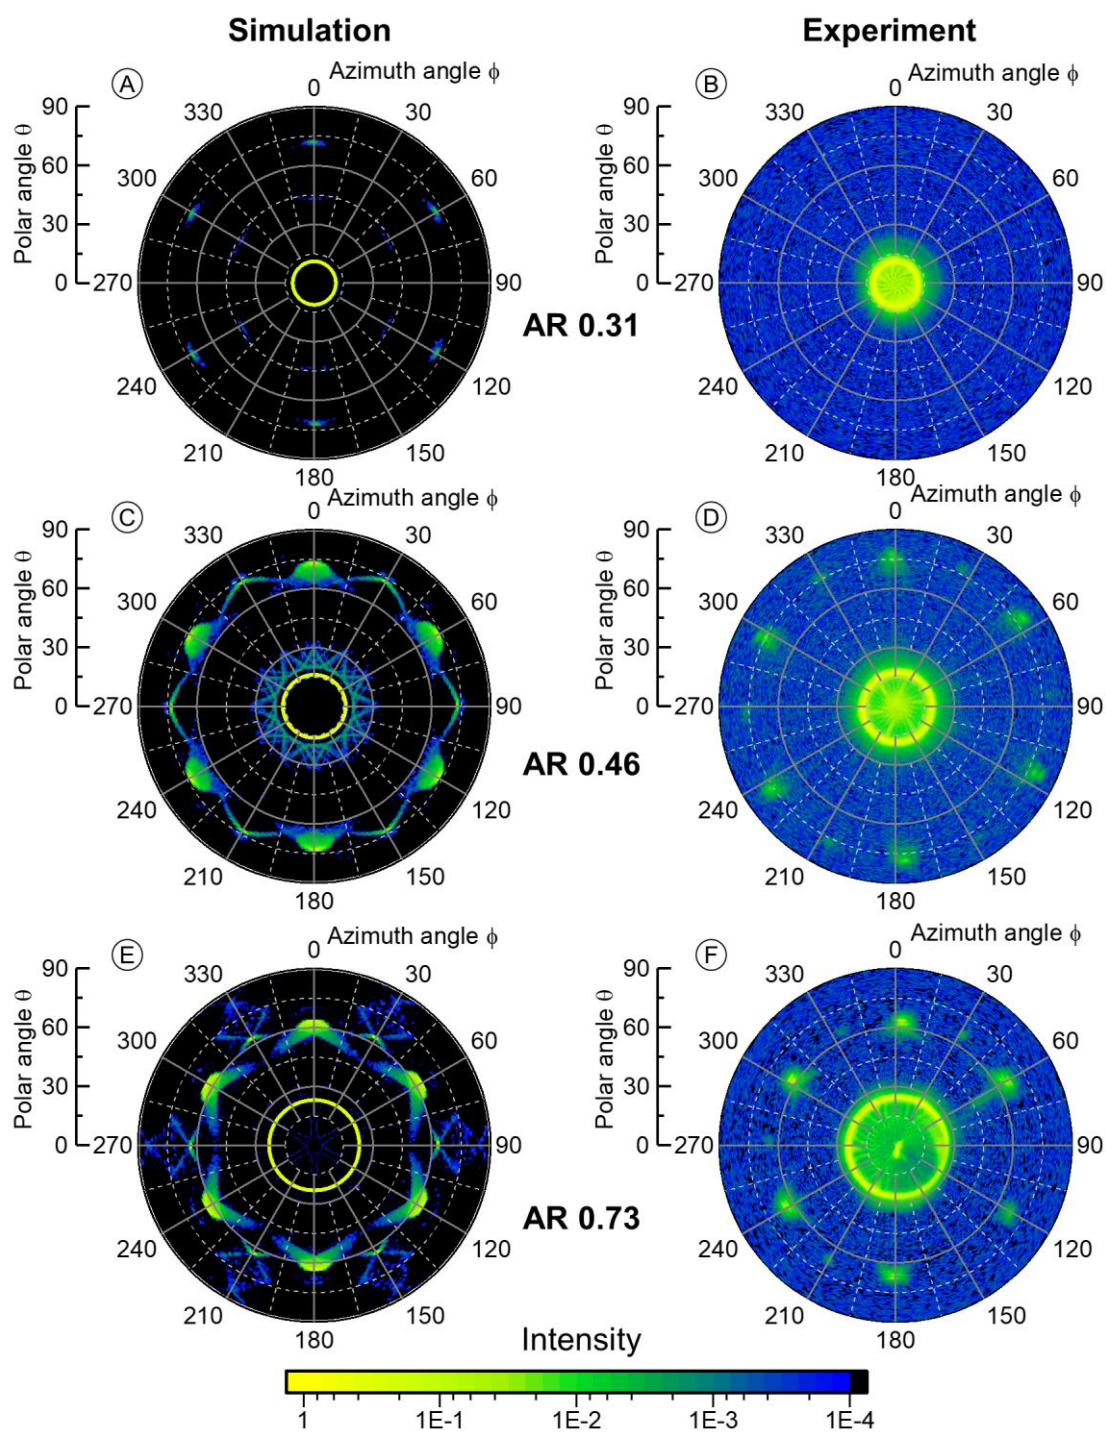 Simulation Experiment
A Azimuth angle ϕ B Azimuth angle ϕ
0 0
90 330 30 90 330 30
60 300 60 60 300 60
Polar angle θ Polar angle θ
30 30
0 270 90 0 270 90
AR 0.31
240 120 240 120
210 150 210 150
180 180
C Azimuth angle ϕ D Azimuth angle ϕ
0 0
90 330 30 90 330 30
60 300 60 60 300 60
Polar angle θ Polar angle θ
30 30
0 270 90 0 270 90
AR 0.46
240 120 240 120
210 150 210 150
180 180
E Azimuth angle ϕ F Azimuth angle ϕ
0 0
90 330 30 90 330 30
60 300 60 60 300 60
Polar angle θ Polar angle θ
30 30
0 270 90 0 270 90
AR 0.73
240 120 240 120
210 150 210 150
180 180
Intensity
1 1E-1 1E-2 1E-3 1E-4